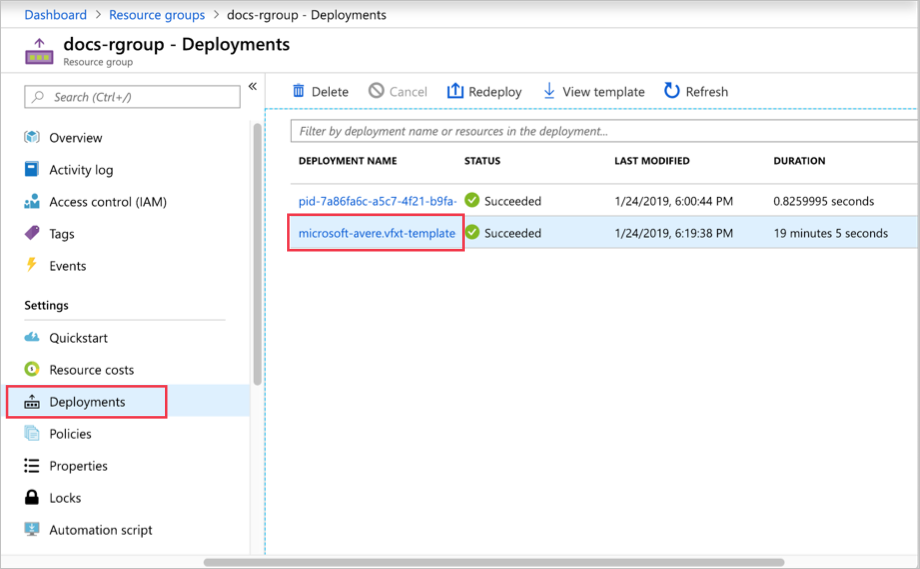 Dashboard > Resource groups > docs-rgroup - Deployments
docs-rgroup - Deployments
Resource group
Search (Ctrl+/)
«
Overview
Activity log
Access control (IAM)
Tags
Events
Settings
Quickstart
Resource costs
Deployments
Policies
Properties
Locks
Automation script
Delete Cancel Redeploy View template Refresh
Filter by deployment name or resources in the deployment...
DEPLOYMENT NAME STATUS LAST MODIFIED DURATION
pid-7a86fa6c-a5c7-4f21-b9fa- Succeeded 1/24/2019, 6:00:44 PM 0.8259995 seconds
microsoft-avere.vfxt-template Succeeded 1/24/2019, 6:19:38 PM 19 minutes 5 seconds